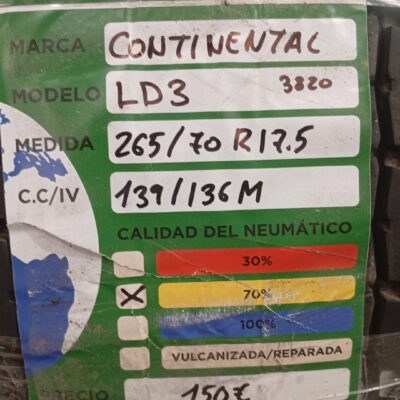 MARCA CONTINENTAL
MODELO LD3 3820
MEDIDA 265/70 R17.5
C.C/IV 139/136M
CALIDAD DEL NEUMÁTICO
30%
X 70%
100%
VULCANIZADA/REPARADA
PRECIO 150€